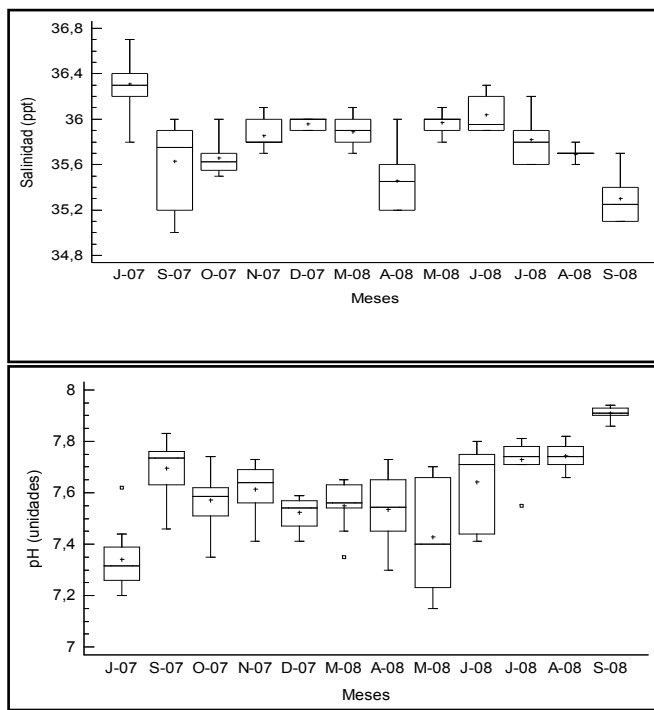 36,8
36,4
36
35,6
35,2
34,8
Salinidad (ppt)
J-07 S-07 O-07 N-07 D-07 M-08 A-08 M-08 J-08 J-08 A-08 S-08
Meses
8
7,8
7,6
7,4
7,2
7
pH (unidades)
J-07 S-07 O-07 N-07 D-07 M-08 A-08 M-08 J-08 J-08 A-08 S-08
Meses